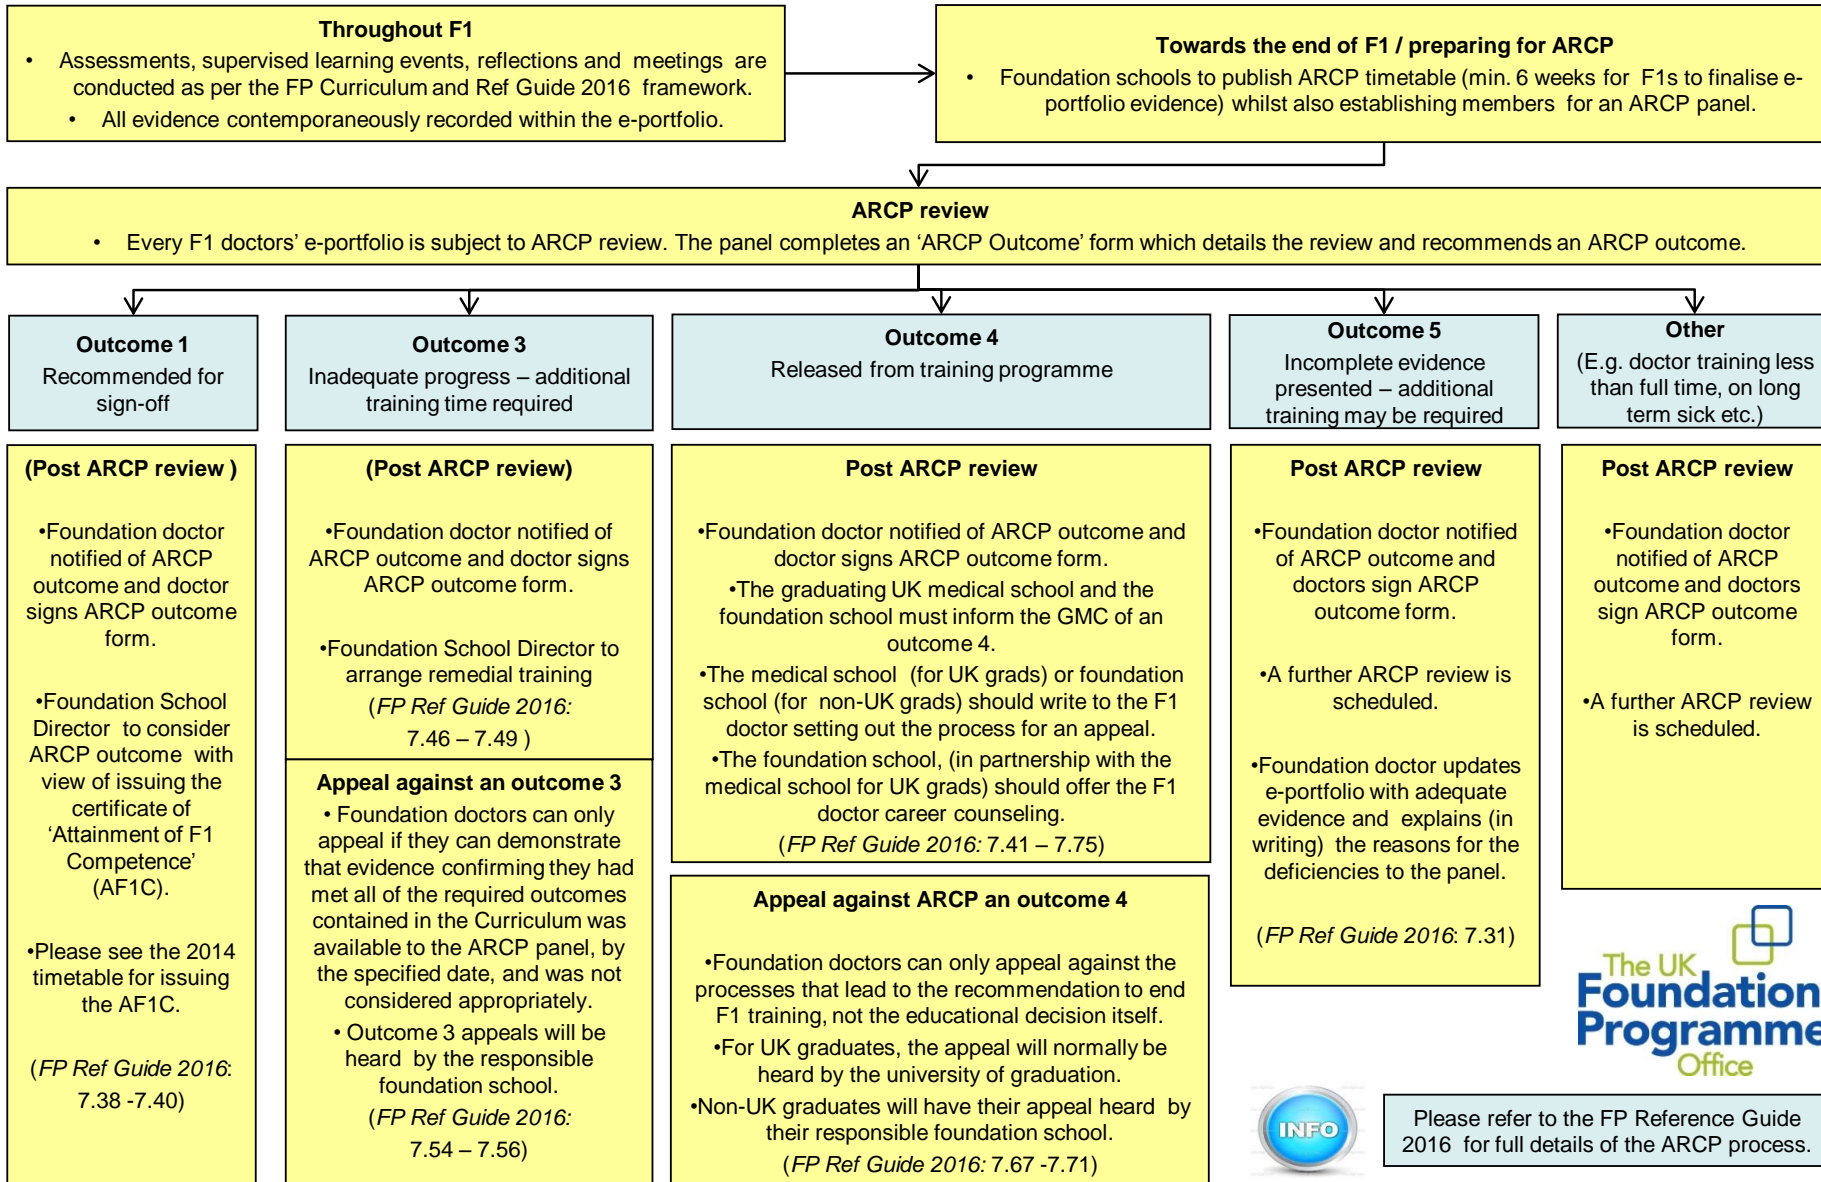 Throughout F1
• Assessments, supervised learning events, reflections and meetings are
conducted as per the FP Curriculum and Ref Guide 2016 framework.
• All evidence contemporaneously recorded within the e-portfolio.
Towards the end of F1 / preparing for ARCP
• Foundation schools to publish ARCP timetable (min. 6 weeks for F1s to finalise e-
portfolio evidence) whilst also establishing members for an ARCP panel.
ARCP review
• Every F1 doctors’ e-portfolio is subject to ARCP review. The panel completes an ‘ARCP Outcome’ form which details the review and recommends an ARCP outcome.
Outcome 1
Recommended for
sign-off
Outcome 3
Inadequate progress – additional
training time required
Outcome 4
Released from training programme
Outcome 5
Incomplete evidence
presented – additional
training may be required
Other
(E.g. doctor training less
than full time, on long
term sick etc.)
(Post ARCP review )
•Foundation doctor
notified of ARCP
outcome and doctor
signs ARCP outcome
form.
•Foundation School
Director to consider
ARCP outcome with
view of issuing the
certificate of
‘Attainment of F1
Competence’
(AF1C).
•Please see the 2014
timetable for issuing
the AF1C.
(FP Ref Guide 2016:
7.38 -7.40)
(Post ARCP review)
•Foundation doctor notified of
ARCP outcome and doctor signs
ARCP outcome form.
•Foundation School Director to
arrange remedial training
(FP Ref Guide 2016:
7.46 – 7.49 )
Appeal against an outcome 3
• Foundation doctors can only
appeal if they can demonstrate
that evidence confirming they had
met all of the required outcomes
contained in the Curriculum was
available to the ARCP panel, by
the specified date, and was not
considered appropriately.
• Outcome 3 appeals will be
heard by the responsible
foundation school.
(FP Ref Guide 2016:
7.54 – 7.56)
Post ARCP review
•Foundation doctor notified of ARCP outcome and
doctor signs ARCP outcome form.
•The graduating UK medical school and the
foundation school must inform the GMC of an
outcome 4.
•The medical school (for UK grads) or foundation
school (for non-UK grads) should write to the F1
doctor setting out the process for an appeal.
•The foundation school, (in partnership with the
medical school for UK grads) should offer the F1
doctor career counseling.
(FP Ref Guide 2016: 7.41 – 7.75)
Appeal against ARCP an outcome 4
•Foundation doctors can only appeal against the
processes that lead to the recommendation to end
F1 training, not the educational decision itself.
•For UK graduates, the appeal will normally be
heard by the university of graduation.
•Non-UK graduates will have their appeal heard by
their responsible foundation school.
(FP Ref Guide 2016: 7.67 -7.71)
Post ARCP review
•Foundation doctor notified
of ARCP outcome and
doctors sign ARCP
outcome form.
•A further ARCP review is
scheduled.
•Foundation doctor updates
e-portfolio with adequate
evidence and explains (in
writing) the reasons for the
deficiencies to the panel.
(FP Ref Guide 2016: 7.31)
Post ARCP review
•Foundation doctor
notified of ARCP
outcome and doctors
sign ARCP outcome
form.
•A further ARCP review
is scheduled.
The UK
Foundation
Programme
Office
INFO
Please refer to the FP Reference Guide
2016 for full details of the ARCP process.